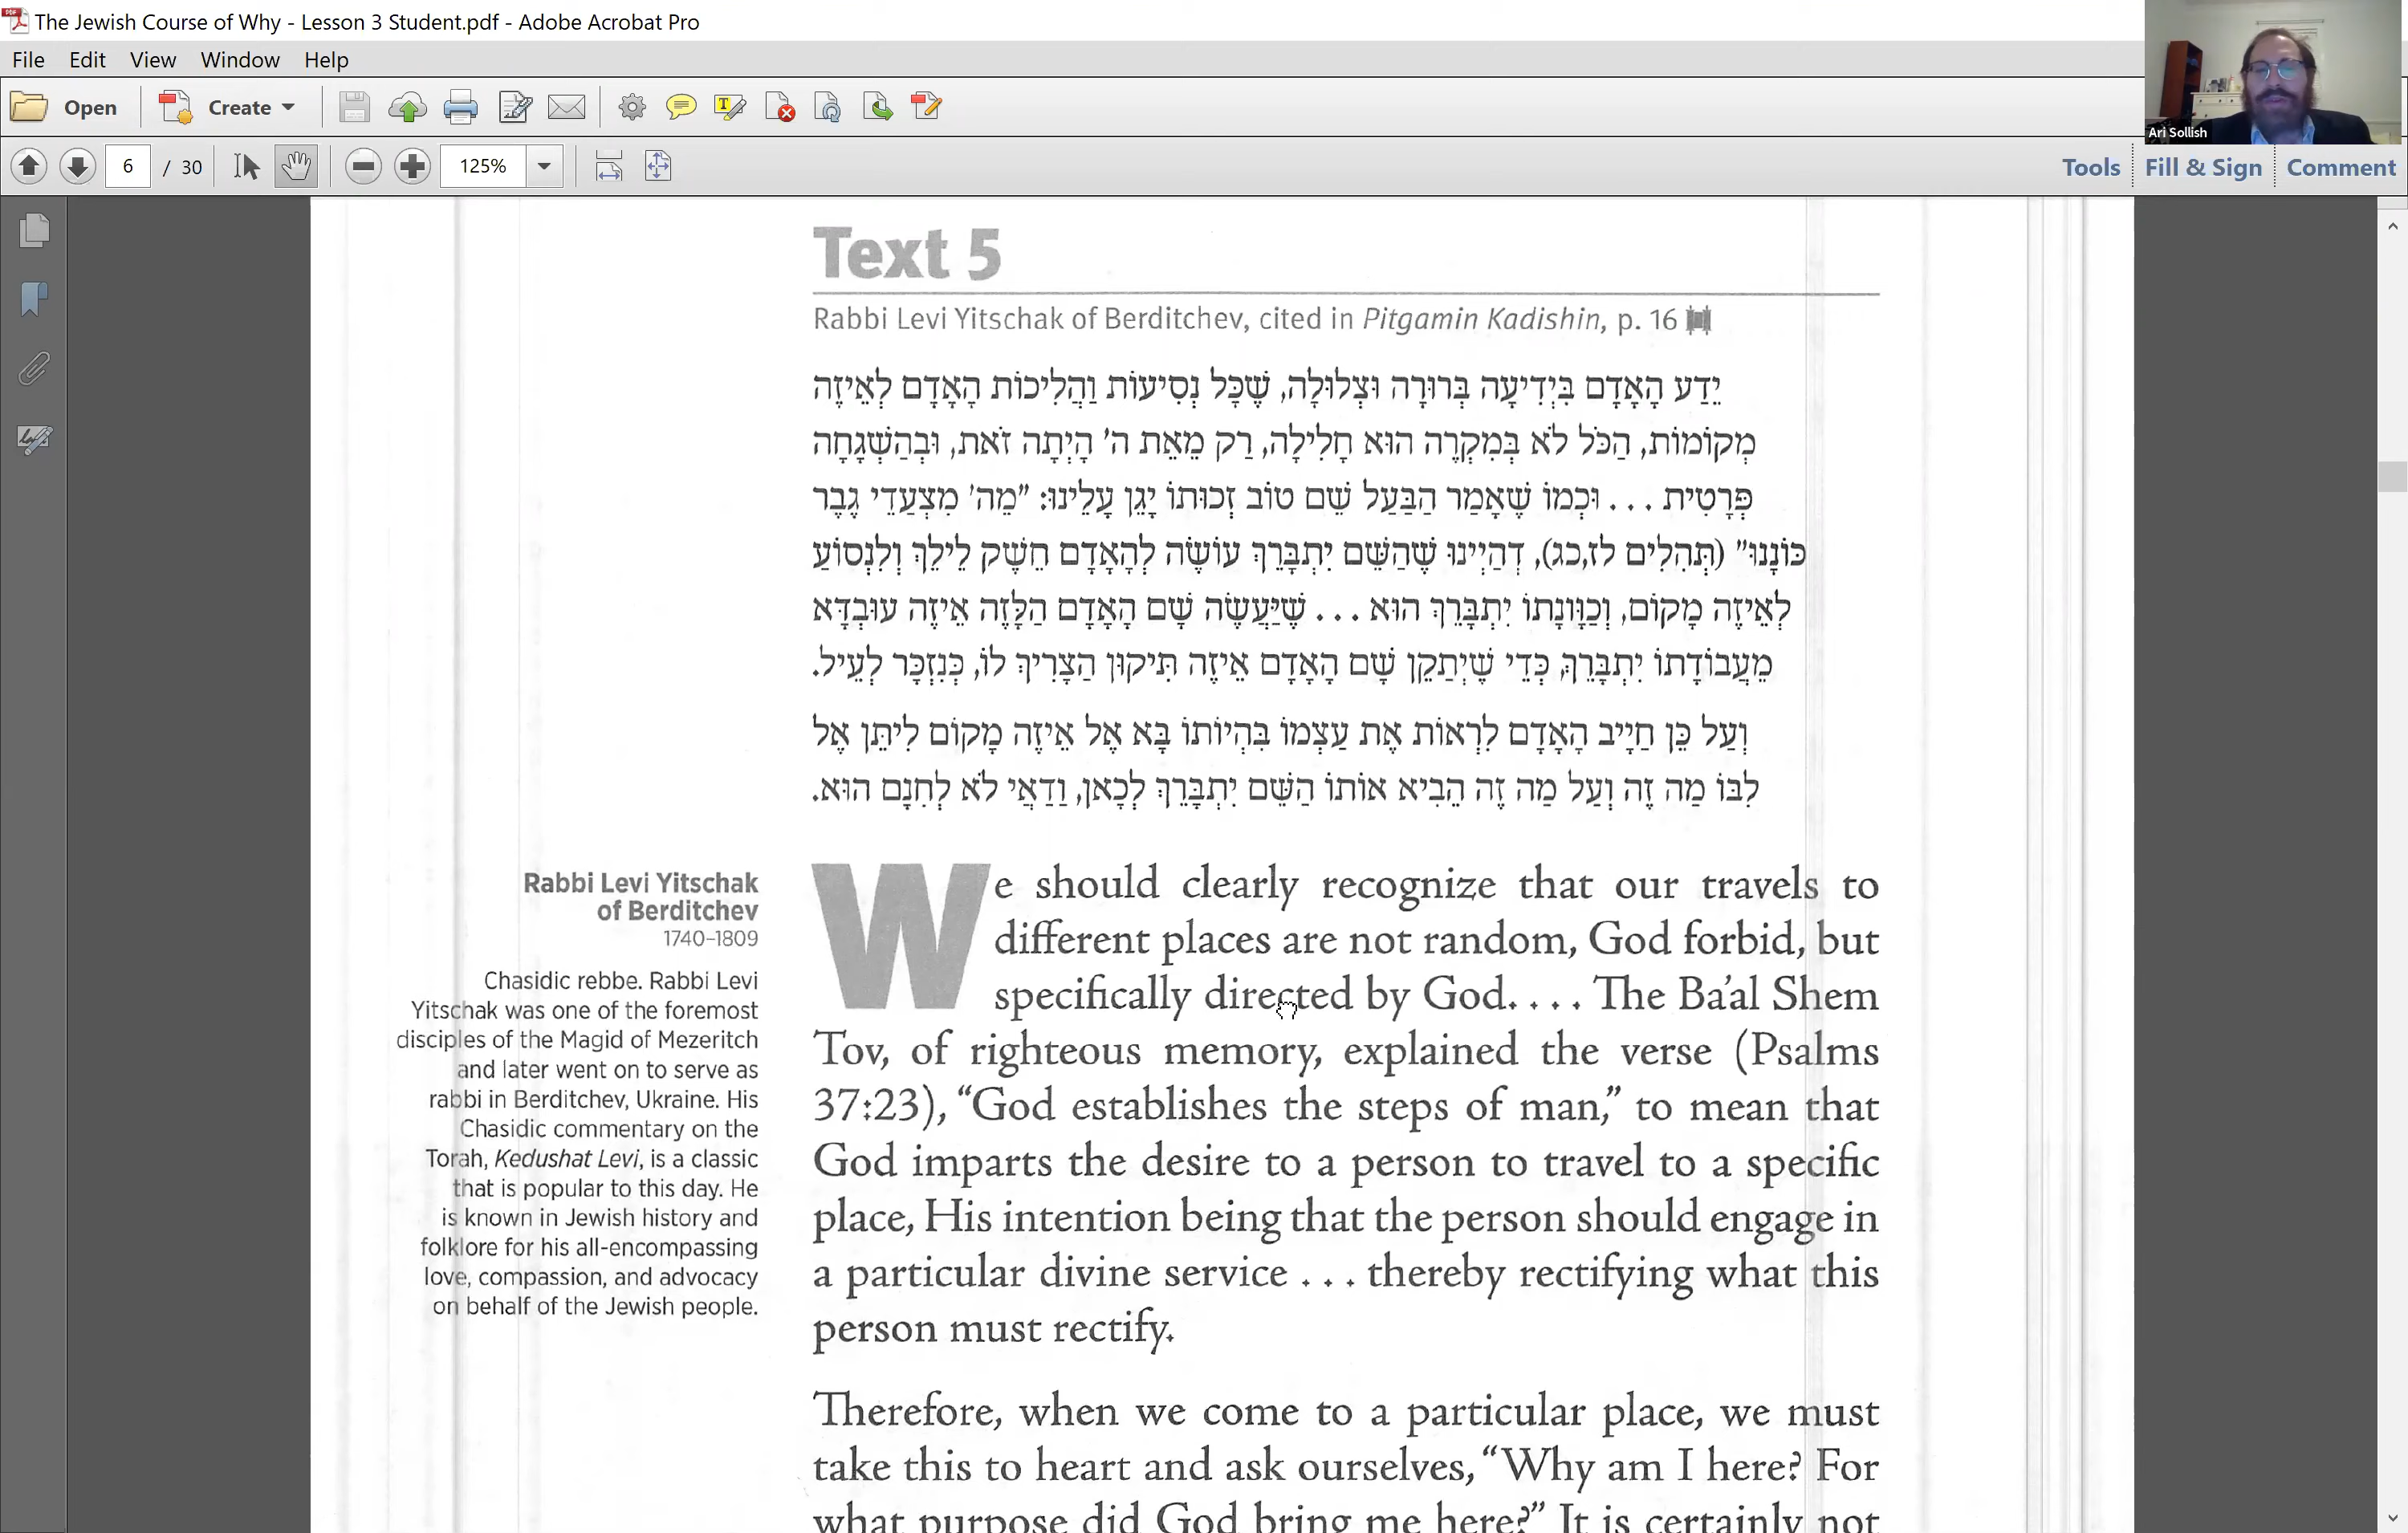 The Jewish Course of Why - Lesson 3 Student.pdf - Adobe Acrobat Pro
File Edit View Window Help
Open Create
Ari Sollish
6 / 30 125% Tools Fill & Sign Comment
Text 5
Rabbi Levi Yitschak of Berditchev, cited in Pitgamin Kadishin, p. 16
יֵדַע הָאָדָם בִּידִיעָה בְּרוּרָה וּצְלוּלָה, שֶׁכָּל נְסִיעוֹת וַהֲלִיכוֹת הָאָדָם לְאֵיזֶה
מְקוֹמוֹת, הַכֹּל לֹא בְּמִקְרֶה הוּא חָלִילָה, רַק מֵאֵת ה' הָיְתָה זֹאת, וּבְהַשְׁגָּחָה
פְּרָטִית . . . וּכְמוֹ שֶׁאָמַר הַבַּעַל שֵׁם טוֹב זְכוּתוֹ יָגֵן עָלֵינוּ: "מֵה' מִצְעֲדֵי גֶבֶר
כּוֹנָנוּ" (תְּהִלִים לז,כג), דְהַיְינוּ שֶׁהַשֵּׁם יִתְבָּרֵךְ עוֹשֶׂה לְהָאָדָם חֵשֶׁק לֵילֵךְ וְלִנְסוֹעַ
לְאֵיזֶה מָקוֹם, וְכַוָּונָתוֹ יִתְבָּרֵךְ הוּא . . . שֶׁיַּעֲשֶׂה שָׁם הָאָדָם הַלָּזֶה אֵיזֶה עוּבְדָּא
מֵעֲבוֹדָתוֹ יִתְבָּרֵךְ, כְּדֵי שֶׁיְתַקֵן שָׁם הָאָדָם אֵיזֶה תִּיקוּן הַצָרִיךְ לוֹ, כְּנִזְכָּר לְעֵיל.
וְעַל כֵּן חַיָיב הָאָדָם לִרְאוֹת אֶת עַצְמוֹ בִּהְיוֹתוֹ בָּא אֶל אֵיזֶה מָקוֹם לִיתֵּן אֶל
לִבּוֹ מַה זֶה וְעַל מַה זֶה הֵבִיא אוֹתוֹ הַשֵּׁם יִתְבָּרֵךְ לְכָאן, וַדַאֲי לֹא לְחִנָם הוּא.
Rabbi Levi Yitschak
of Berditchev
1740–1809
Chasidic rebbe. Rabbi Levi
Yitschak was one of the foremost
disciples of the Magid of Mezeritch
and later went on to serve as
rabbi in Berditchev, Ukraine. His
Chasidic commentary on the
Torah, Kedushat Levi, is a classic
that is popular to this day. He
is known in Jewish history and
folklore for his all-encompassing
love, compassion, and advocacy
on behalf of the Jewish people.
We should clearly recognize that our travels to
different places are not random, God forbid, but
specifically directed by God. . . . The Ba’al Shem
Tov, of righteous memory, explained the verse (Psalms
37:23), “God establishes the steps of man,” to mean that
God imparts the desire to a person to travel to a specific
place, His intention being that the person should engage in
a particular divine service . . . thereby rectifying what this
person must rectify.
Therefore, when we come to a particular place, we must
take this to heart and ask ourselves, “Why am I here? For
what purpose did God bring me here?” It is certainly not